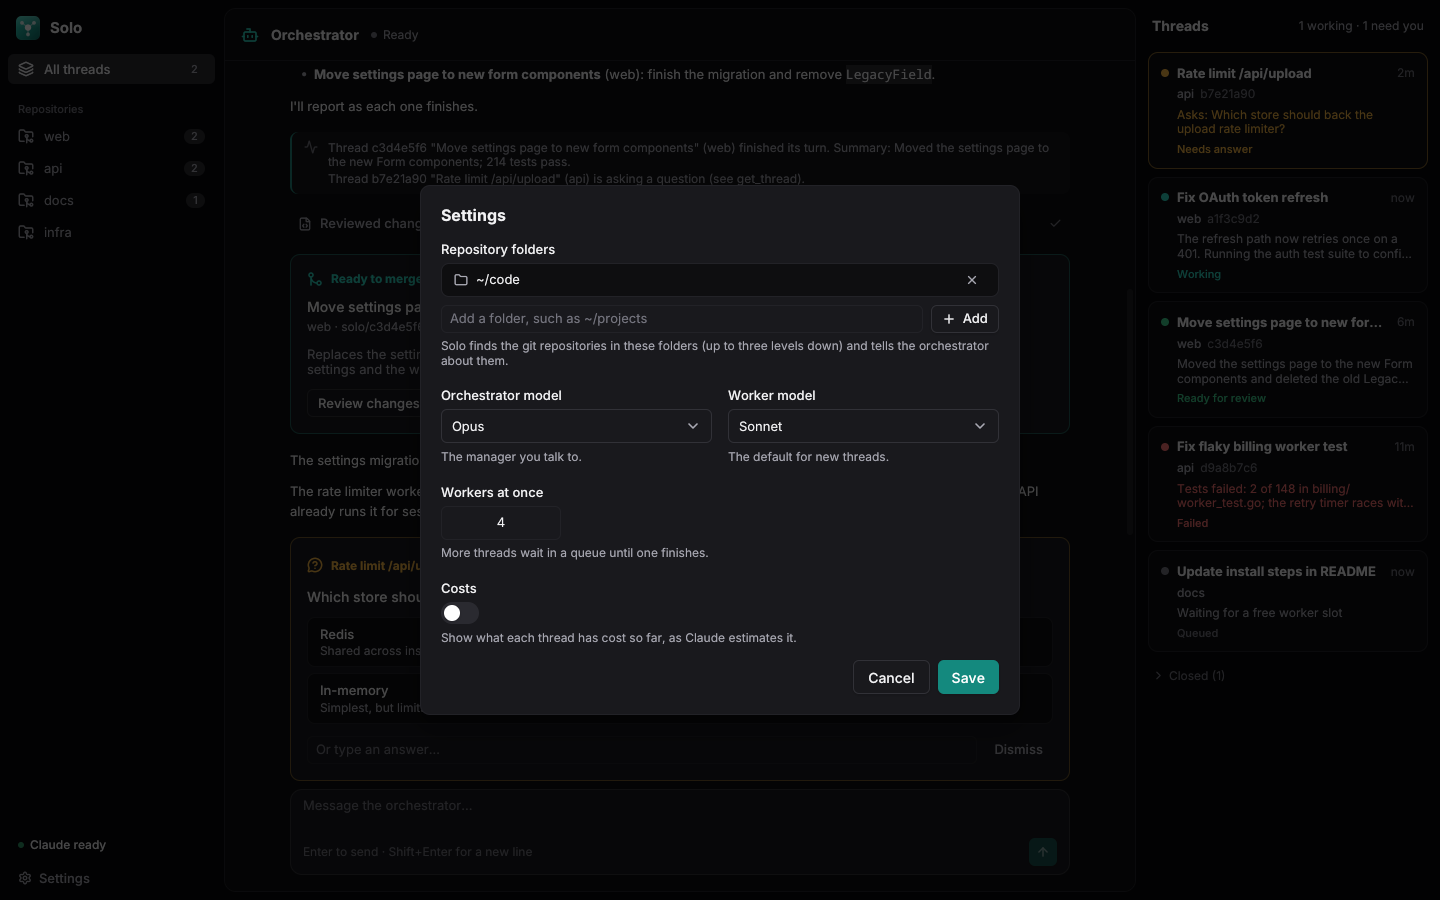 Solo
All threads 2
Repositories
web 2
api 2
docs 1
infra
Claude ready
Settings
Orchestrator Ready
• Move settings page to new form components (web): finish the migration and remove LegacyField.
I'll report as each one finishes.
Thread c3d4e5f6 "Move settings page to new form components" (web) finished its turn. Summary: Moved the settings page to
the new Form components; 214 tests pass.
Thread b7e21a90 "Rate limit /api/upload" (api) is asking a question (see get_thread).
Reviewed chang
Ready to merge
Move settings pa
web · solo/c3d4e5f6
Replaces the settin
settings and the w
Review changes
The settings migratio
The rate limiter worke
API
already runs it for ses
Rate limit /api/u
Which store shou
Redis
Shared across ins
In-memory
Simplest, but limit
Or type an answer...
Dismiss
Message the orchestrator...
Enter to send · Shift+Enter for a new line
Settings
Repository folders
~/code
Add a folder, such as ~/projects
Add
Solo finds the git repositories in these folders (up to three levels down) and tells the orchestrator
about them.
Orchestrator model
Opus
The manager you talk to.
Worker model
Sonnet
The default for new threads.
Workers at once
4
More threads wait in a queue until one finishes.
Costs
Show what each thread has cost so far, as Claude estimates it.
Cancel
Save
Threads 1 working · 1 need you
Rate limit /api/upload 2m
api b7e21a90
Asks: Which store should back the
upload rate limiter?
Needs answer
Fix OAuth token refresh now
web a1f3c9d2
The refresh path now retries once on a
401. Running the auth test suite to confi...
Working
Move settings page to new for... 6m
web c3d4e5f6
Moved the settings page to the new Form
components and deleted the old Legac...
Ready for review
Fix flaky billing worker test 11m
api d9a8b7c6
Tests failed: 2 of 148 in billing/
worker_test.go; the retry timer races wit...
Failed
Update install steps in README now
docs
Waiting for a free worker slot
Queued
Closed (1)